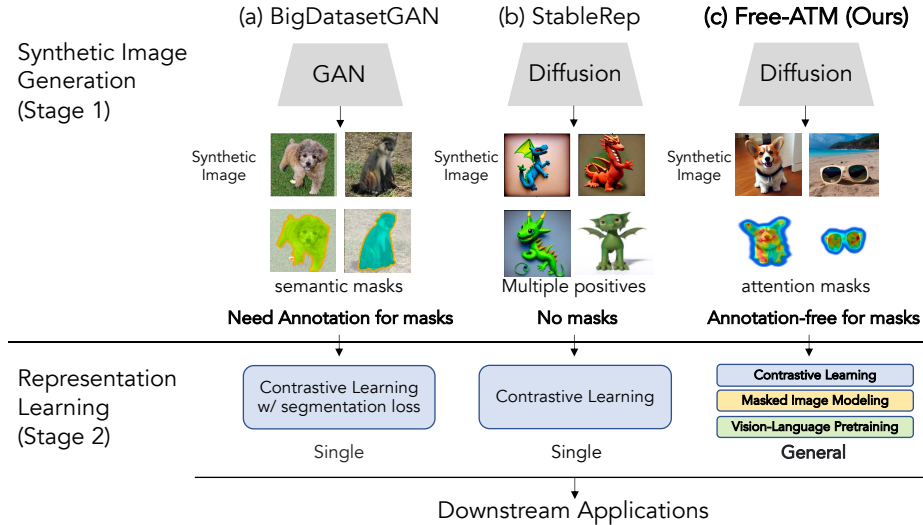 (a) BigDatasetGAN
(b) StableRep
(c) Free-ATM (Ours)
Synthetic Image
Generation
(Stage 1)
GAN
Diffusion
Diffusion
Synthetic
Image
Synthetic
Image
Synthetic
Image
semantic masks
Multiple positives
attention masks
Need Annotation for masks
No masks
Annotation-free for masks
Representation
Learning
(Stage 2)
Contrastive Learning
w/ segmentation loss
Contrastive Learning
Contrastive Learning
Masked Image Modeling
Vision-Language Pretraining
Single
Single
General
Downstream Applications